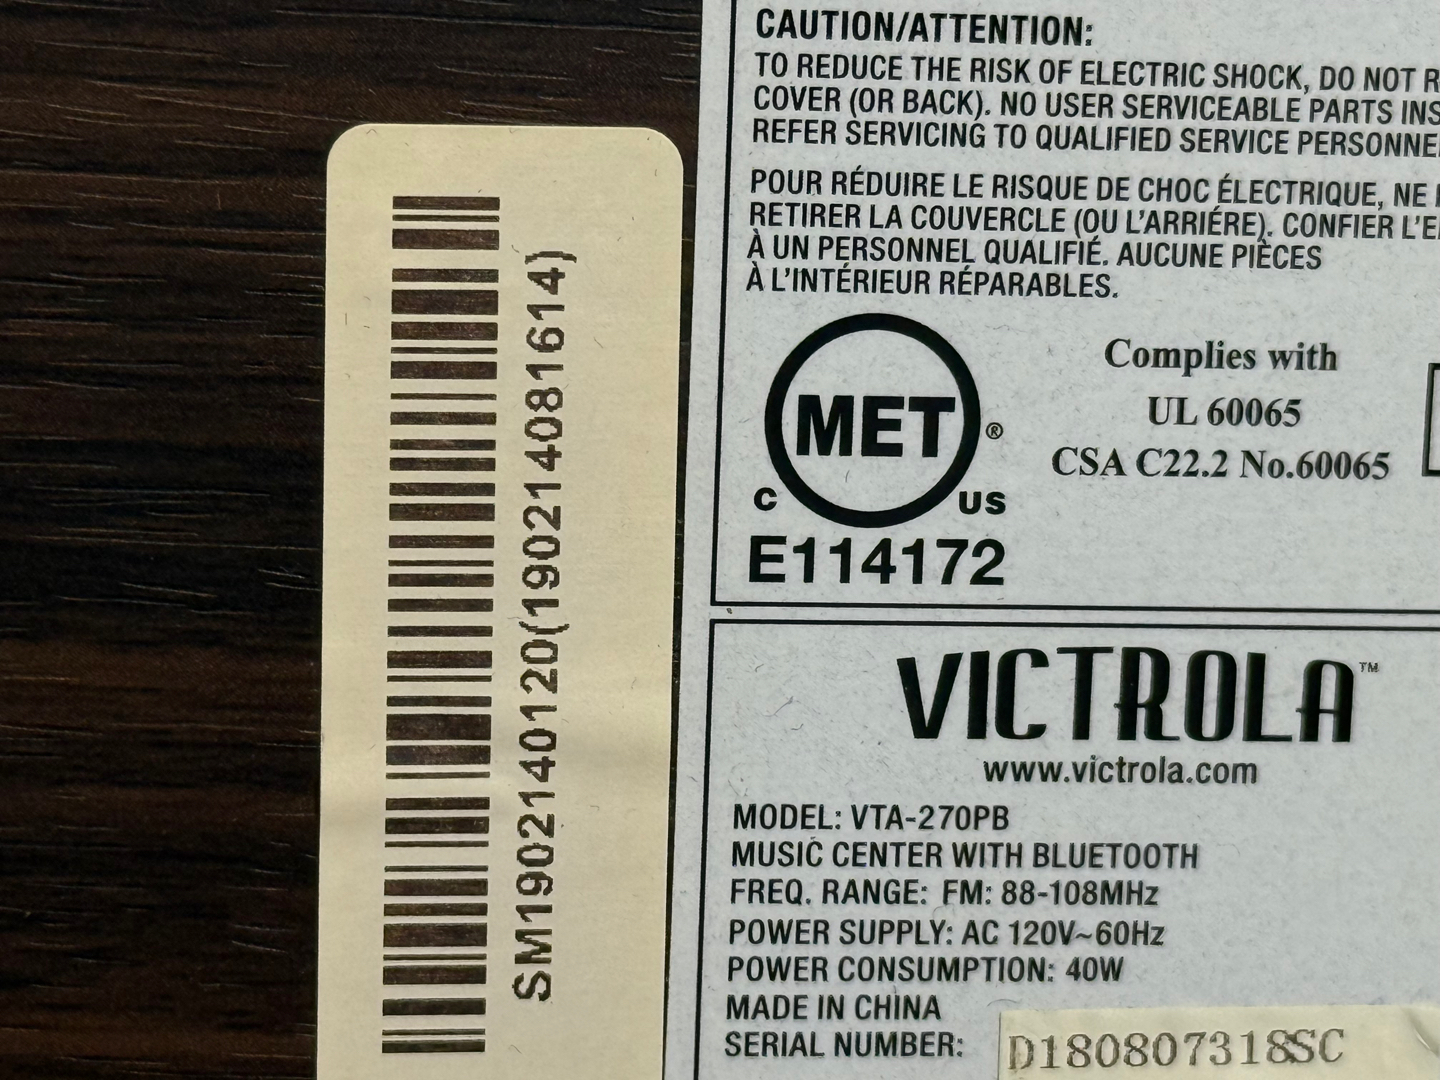 SM1902140120(190214081614)
CAUTION/ATTENTION:
TO REDUCE THE RISK OF ELECTRIC SHOCK, DO NOT R
COVER (OR BACK). NO USER SERVICEABLE PARTS INS
REFER SERVICING TO QUALIFIED SERVICE PERSONNE
POUR RÉDUIRE LE RISQUE DE CHOC ÉLECTRIQUE, NE
RETIRER LA COUVERCLE (OU L'ARRIÉRE). CONFIER L'E
À UN PERSONNEL QUALIFIÉ. AUCUNE PIÈCES
À L'INTÉRIEUR RÉPARABLES.
MET ®
C US
E114172
Complies with
UL 60065
CSA C22.2 No.60065
VICTROLA™
www.victrola.com
MODEL: VTA-270PB
MUSIC CENTER WITH BLUETOOTH
FREQ. RANGE: FM: 88-108MHz
POWER SUPPLY: AC 120V~60Hz
POWER CONSUMPTION: 40W
MADE IN CHINA
SERIAL NUMBER: D180807318SC